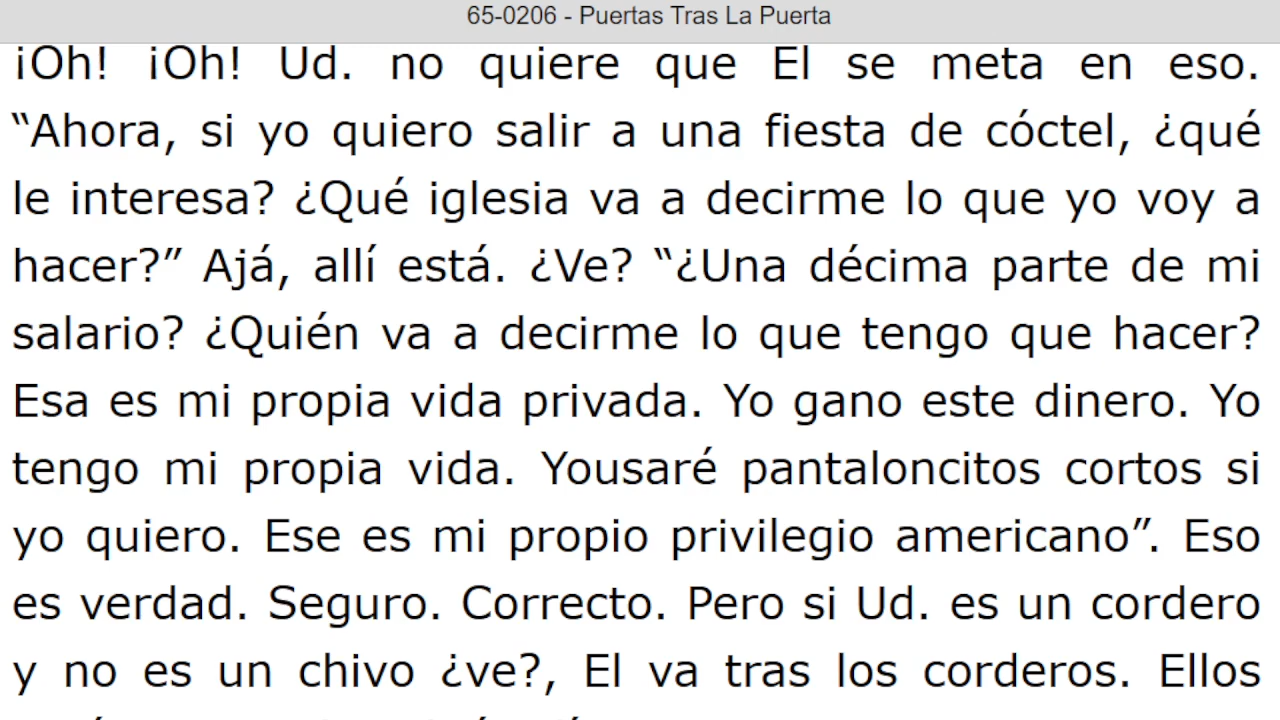 65-0206 - Puertas Tras La Puerta
¡Oh! ¡Oh! Ud. no quiere que El se meta en eso.
“Ahora, si yo quiero salir a una fiesta de cóctel, ¿qué
le interesa? ¿Qué iglesia va a decirme lo que yo voy a
hacer?” Ajá, allí está. ¿Ve? “¿Una décima parte de mi
salario? ¿Quién va a decirme lo que tengo que hacer?
Esa es mi propia vida privada. Yo gano este dinero. Yo
tengo mi propia vida. Yousaré pantaloncitos cortos si
yo quiero. Ese es mi propio privilegio americano”. Eso
es verdad. Seguro. Correcto. Pero si Ud. es un cordero
y no es un chivo ¿ve?, El va tras los corderos. Ellos